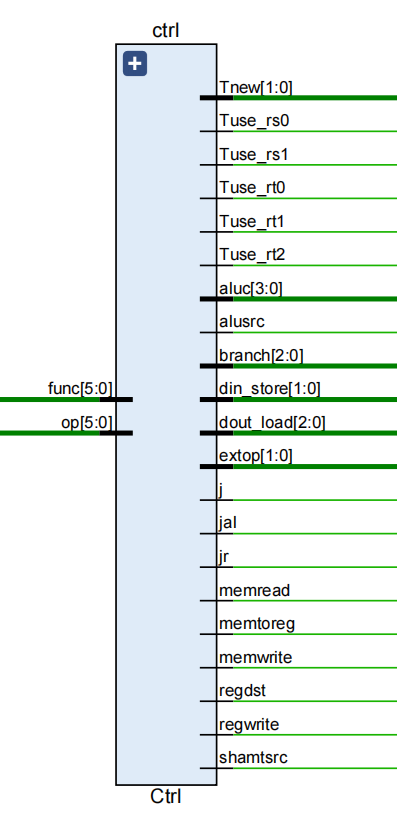 ctrl
Tnew[1:0]
Tuse_rs0
Tuse_rs1
Tuse_rt0
Tuse_rt1
Tuse_rt2
aluc[3:0]
alusrc
branch[2:0]
func[5:0] din_store[1:0]
op[5:0] dout_load[2:0]
extop[1:0]
j
jal
jr
memread
memtoreg
memwrite
regdst
regwrite
shamtsrc
Ctrl